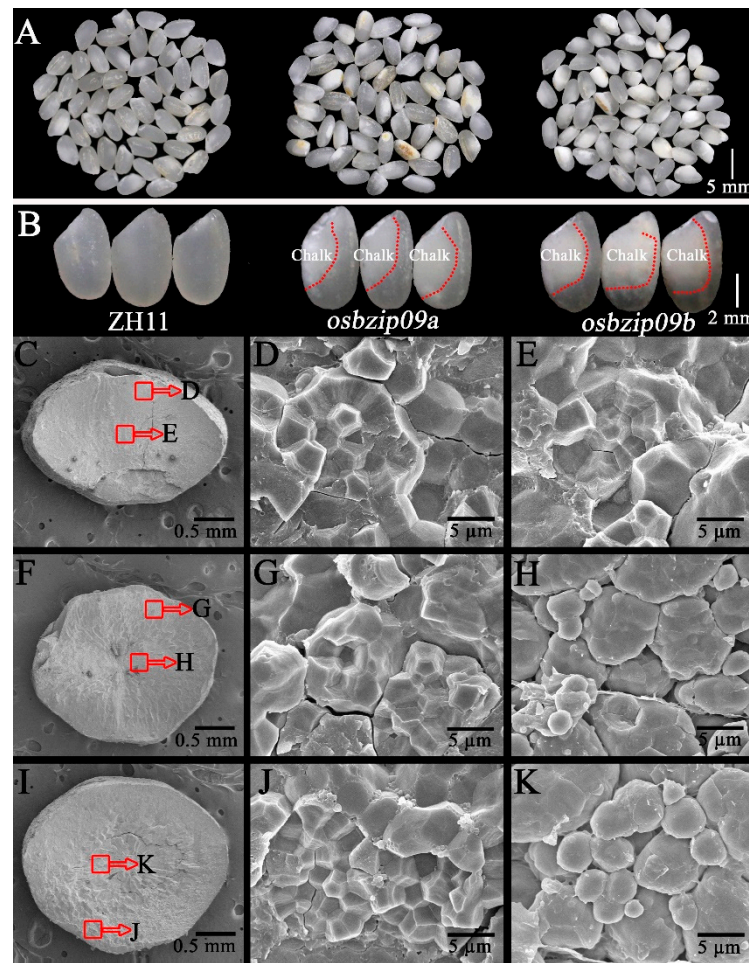 A
5 mm
B
Chalk Chalk Chalk Chalk Chalk Chalk
ZH11 osbzip09a osbzip09b 2 mm
C D E
D
E
0.5 mm 5 μm 5 μm
F G H
G
H
0.5 mm 5 μm 5 μm
I J K
K
J
0.5 mm 5 μm 5 μm